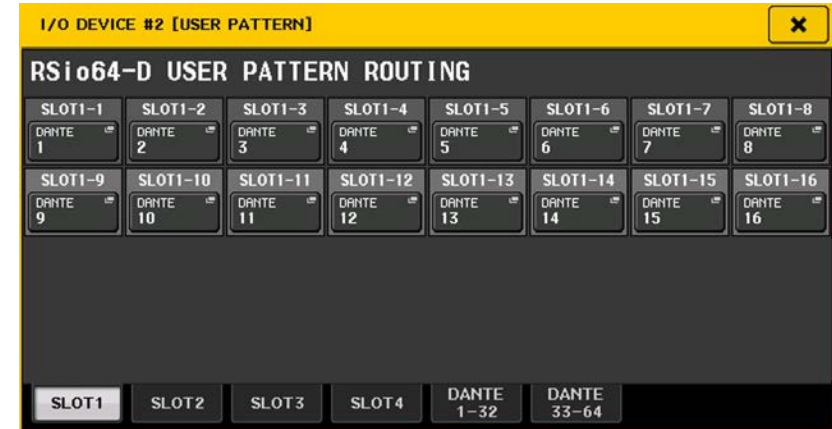 I/O DEVICE #2 [USER PATTERN]
RSio64-D USER PATTERN ROUTING
SLOT1-1 SLOT1-2 SLOT1-3 SLOT1-4 SLOT1-5 SLOT1-6 SLOT1-7 SLOT1-8
DANTE DANTE DANTE DANTE DANTE DANTE DANTE DANTE
1 2 3 4 5 6 7 8
SLOT1-9 SLOT1-10 SLOT1-11 SLOT1-12 SLOT1-13 SLOT1-14 SLOT1-15 SLOT1-16
DANTE DANTE DANTE DANTE DANTE DANTE DANTE DANTE
9 10 11 12 13 14 15 16
SLOT1 SLOT2 SLOT3 SLOT4 DANTE DANTE
1-32 33-64